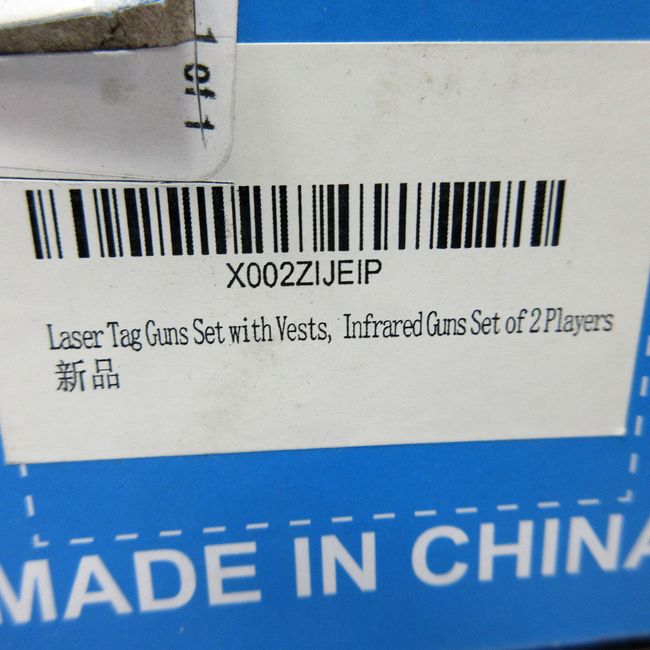 1 of 1
X002ZIJEIP
Laser Tag Guns Set with Vests, Infrared Guns Set of 2 Players
新品
MADE IN CHINA